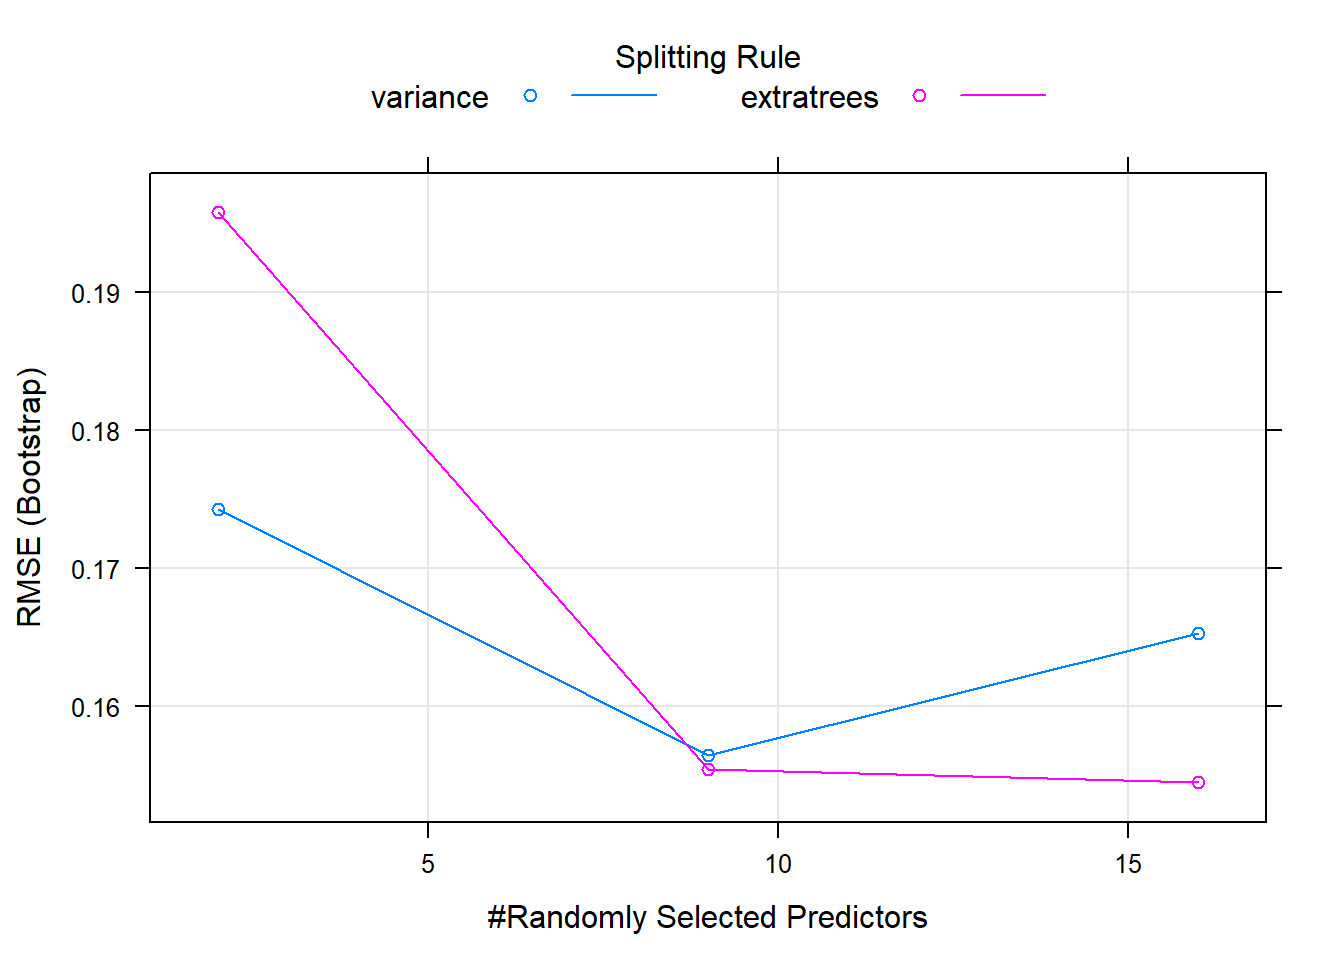 Splitting Rule
variance extratrees
0.19
0.18
0.17
0.16
RMSE (Bootstrap)
5 10 15
#Randomly Selected Predictors